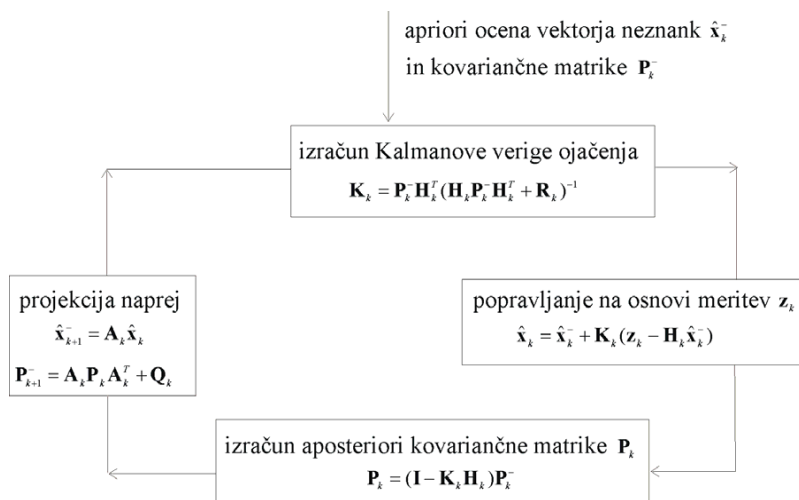 apriori ocena vektorja neznank x̂ₖ⁻
in kovariančne matrike Pₖ⁻
izračun Kalmanove verige ojačenja
Kₖ = Pₖ⁻Hₖᵀ(HₖPₖ⁻Hₖᵀ + Rₖ)⁻¹
popravljanje na osnovi meritev zₖ
x̂ₖ = x̂ₖ⁻ + Kₖ(zₖ − Hₖx̂ₖ⁻)
izračun aposteriori kovariančne matrike Pₖ
Pₖ = (I − KₖHₖ)Pₖ⁻
projekcija naprej
x̂ₖ₊₁⁻ = Aₖx̂ₖ
Pₖ₊₁⁻ = AₖPₖAₖᵀ + Qₖ